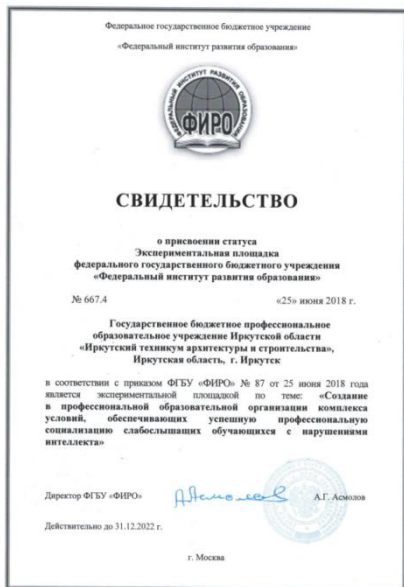 Федеральное государственное бюджетное учреждение
«Федеральный институт развития образования»
ФЕДЕРАЛЬНЫЙ ИНСТИТУТ РАЗВИТИЯ ОБРАЗОВАНИЯ
ФИРО
СВИДЕТЕЛЬСТВО
о присвоении статуса
Экспериментальная площадка
федерального государственного бюджетного учреждения
«Федеральный институт развития образования»
№ 667.4 «25» июня 2018 г.
Государственное бюджетное профессиональное
образовательное учреждение Иркутской области
«Иркутский техникум архитектуры и строительства»,
Иркутская область, г. Иркутск
в соответствии с приказом ФГБУ «ФИРО» № 87 от 25 июня 2018 года
является экспериментальной площадкой по теме: «Создание
в профессиональной образовательной организации комплекса
условий, обеспечивающих успешную профессиональную
социализацию слабослышащих обучающихся с нарушениями
интеллекта»
Директор ФГБУ «ФИРО» А.Г. Асмолов
Действительно до 31.12.2022 г.
г. Москва